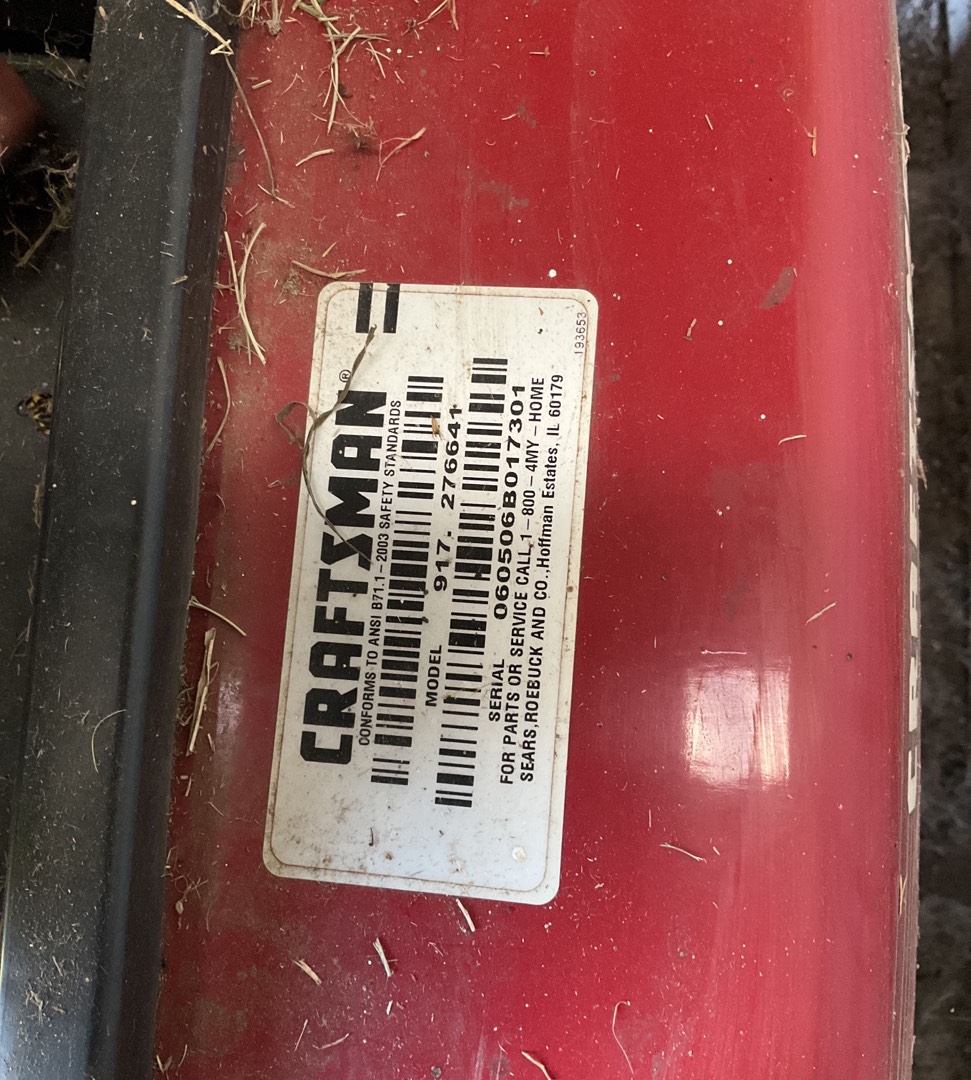 CRAFTSMAN®
CONFORMS TO ANSI B71.1-2003 SAFETY STANDARDS
MODEL 917. 276641
SERIAL 060506B017301
FOR PARTS OR SERVICE CALL,1-800-4MY-HOME
SEARS,ROEBUCK AND CO.,Hoffman Estates, IL 60179
193653